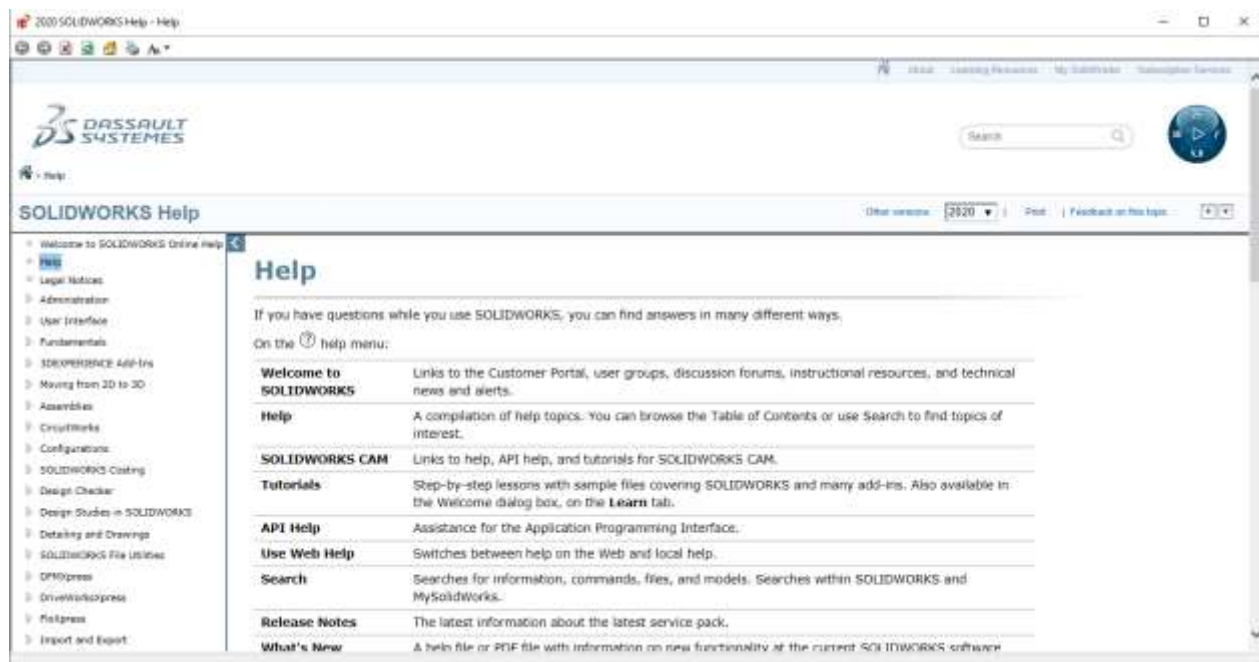 2020 SOLIDWORKS Help - Help
About Learning Resources My SolidWorks Subscription Services
DASSAULT
SYSTEMES
Search
› Help
SOLIDWORKS Help
Other versions 2020 | Print | Feedback on this topic
Welcome to SOLIDWORKS Online Help
Help
Legal Notices
Administration
User Interface
Fundamentals
3DEXPERIENCE Add-Ins
Moving from 2D to 3D
Assemblies
CircuitWorks
Configurations
SOLIDWORKS Costing
Design Checker
Design Studies in SOLIDWORKS
Detailing and Drawings
SOLIDWORKS File Utilities
DFMXpress
DriveWorksXpress
FloXpress
Import and Export
Help
If you have questions while you use SOLIDWORKS, you can find answers in many different ways.
On the ? help menu:
Welcome to Links to the Customer Portal, user groups, discussion forums, instructional resources, and technical
SOLIDWORKS news and alerts.
Help A compilation of help topics. You can browse the Table of Contents or use Search to find topics of
interest.
SOLIDWORKS CAM Links to help, API help, and tutorials for SOLIDWORKS CAM.
Tutorials Step-by-step lessons with sample files covering SOLIDWORKS and many add-ins. Also available in
the Welcome dialog box, on the Learn tab.
API Help Assistance for the Application Programming Interface.
Use Web Help Switches between help on the Web and local help.
Search Searches for information, commands, files, and models. Searches within SOLIDWORKS and
MySolidWorks.
Release Notes The latest information about the latest service pack.
What's New A help file or PDF file with information on new functionality at the current SOLIDWORKS software